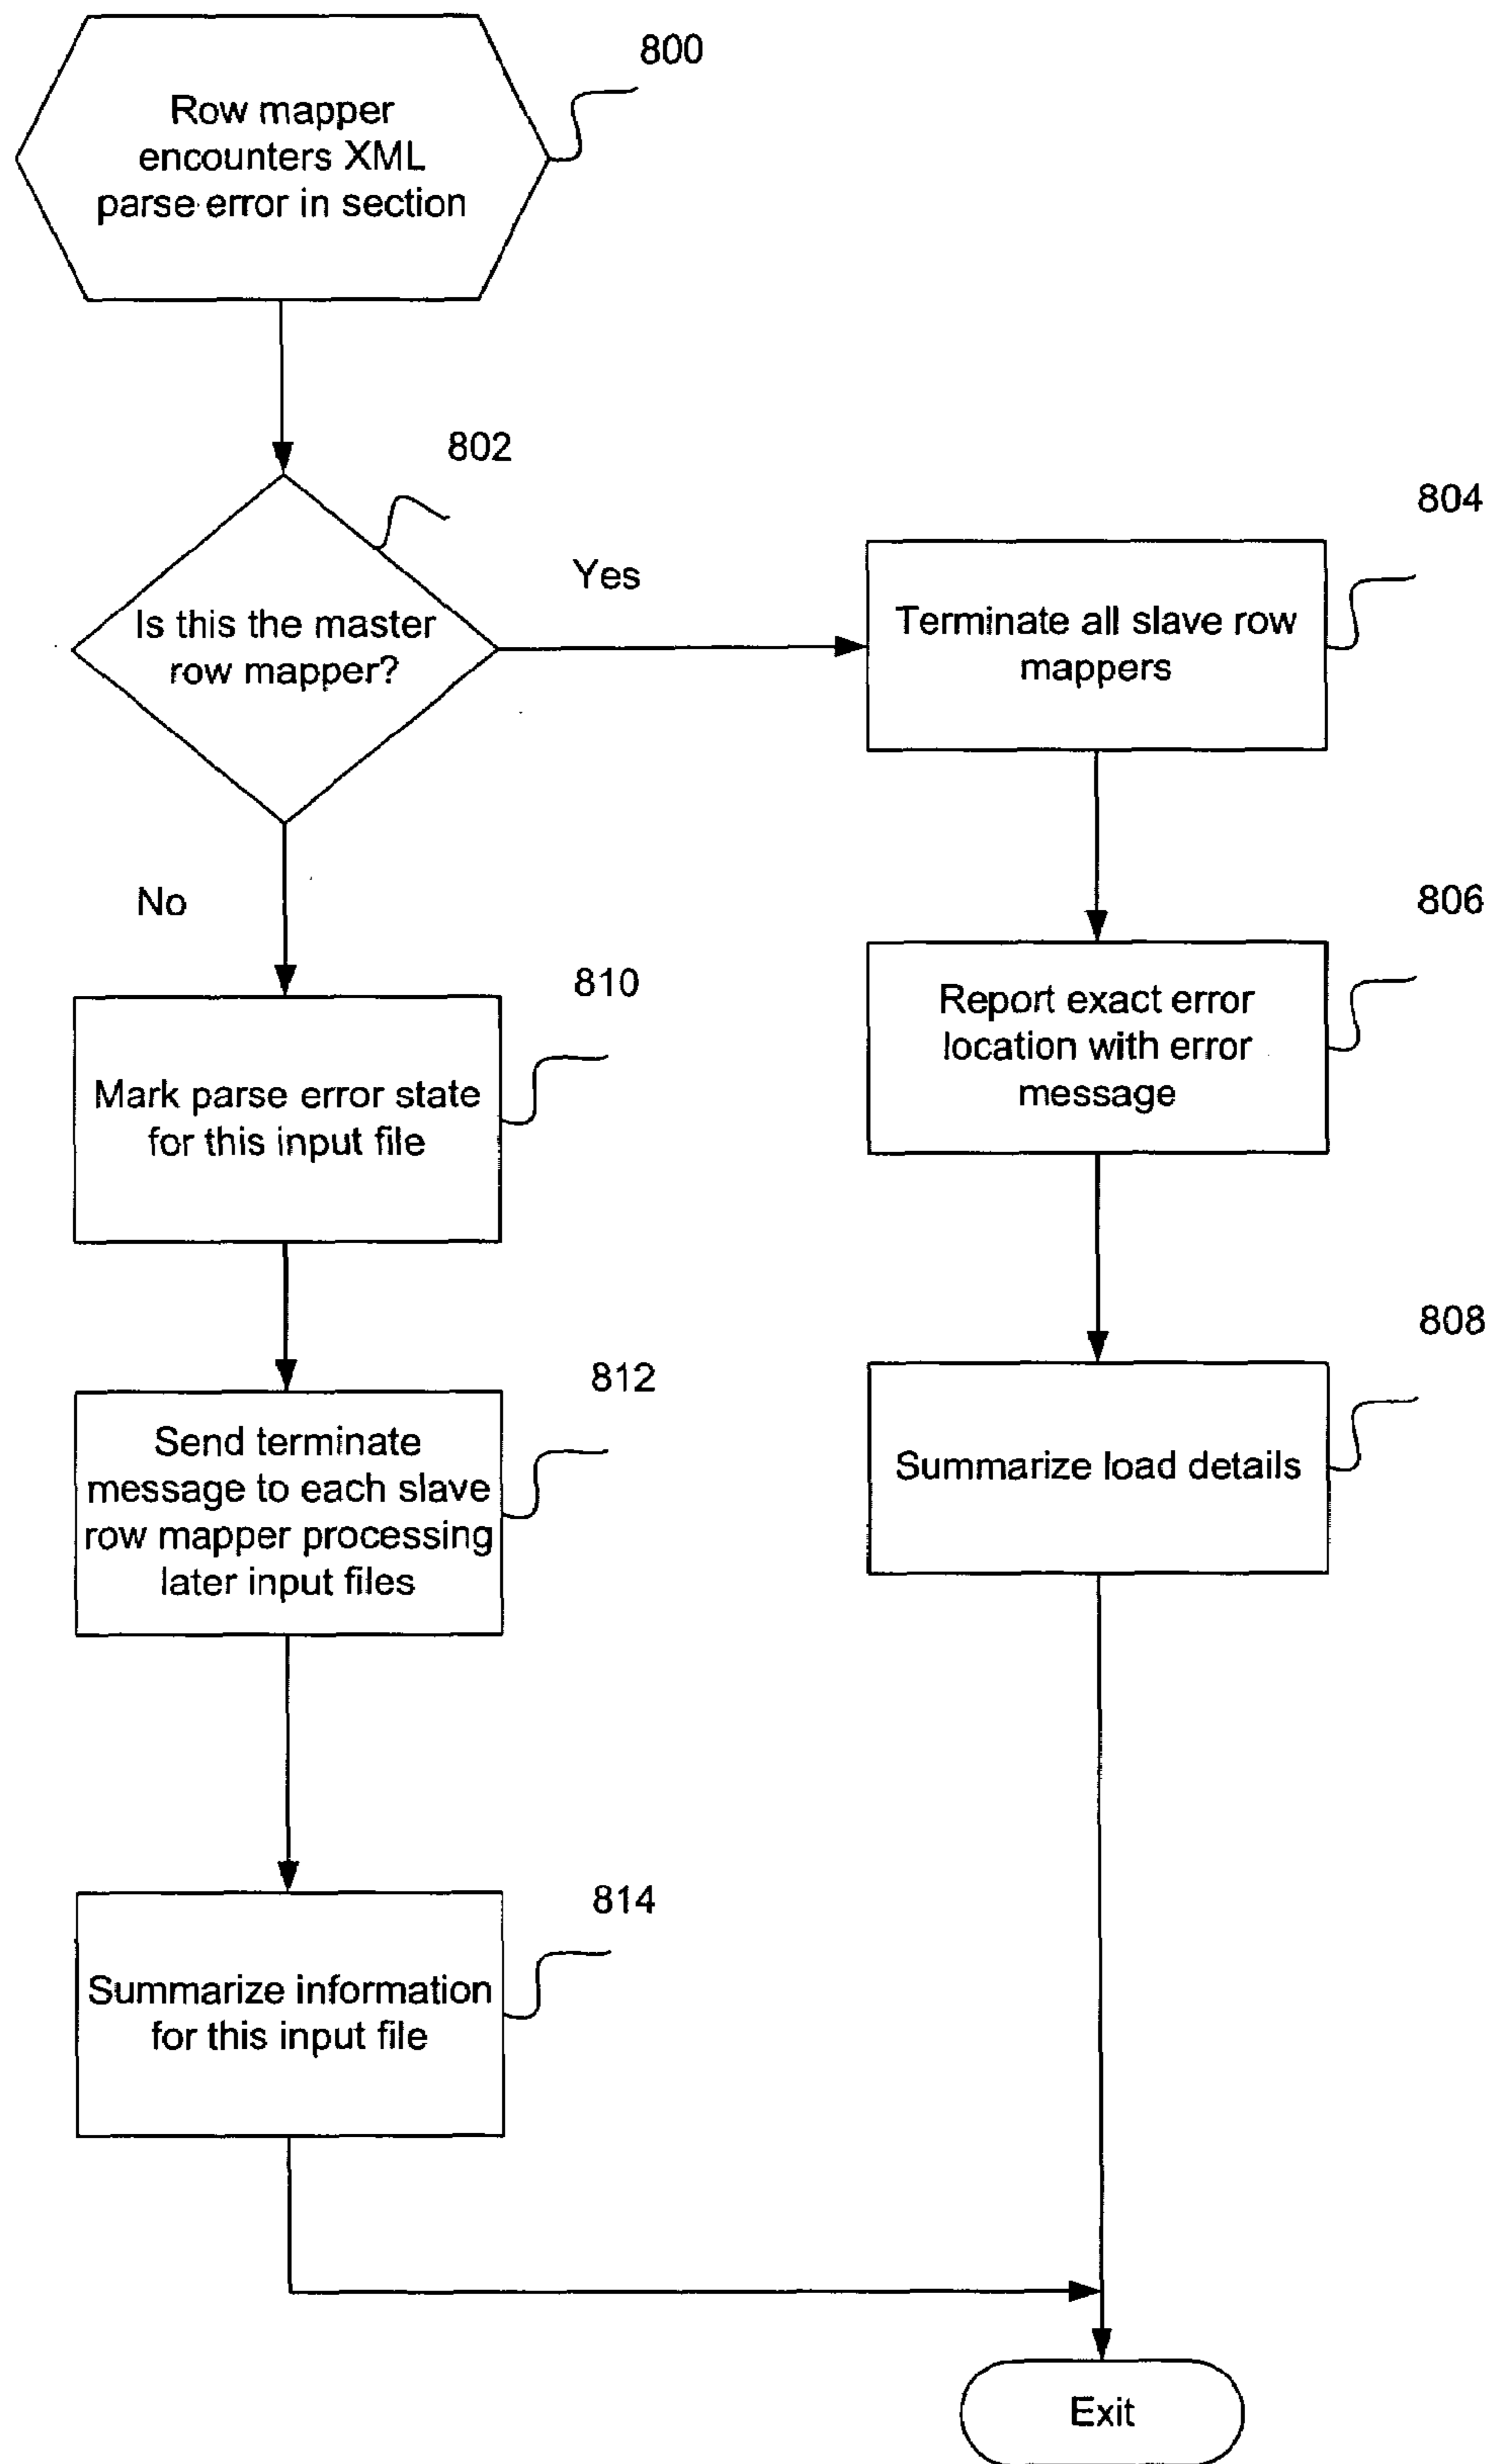 800
Row mapper
encounters XML
parse error in section
802
Is this the master
row mapper?
Yes
804
Terminate all slave row
mappers
806
Report exact error
location with error
message
808
Summarize load details
No
810
Mark parse error state
for this input file
812
Send terminate
message to each slave
row mapper processing
later input files
814
Summarize information
for this input file
Exit